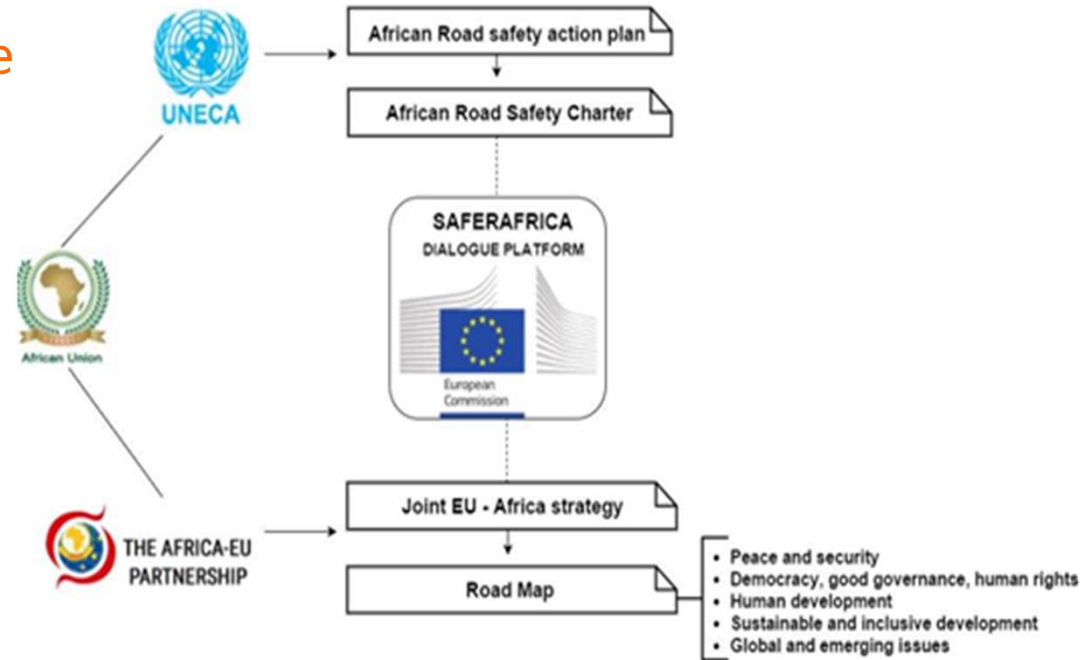 e
UNECA
African Road safety action plan
African Road Safety Charter
SAFERAFRICA
DIALOGUE PLATFORM
European
Commission
African Union
THE AFRICA-EU
PARTNERSHIP
Joint EU - Africa strategy
Road Map
• Peace and security
• Democracy, good governance, human rights
• Human development
• Sustainable and inclusive development
• Global and emerging issues